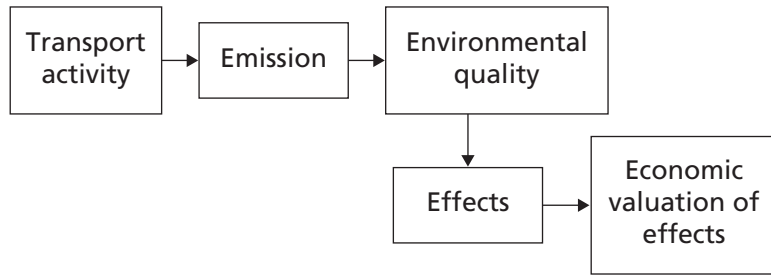 Transport
activity
Emission
Environmental
quality
Effects
Economic
valuation of
effects